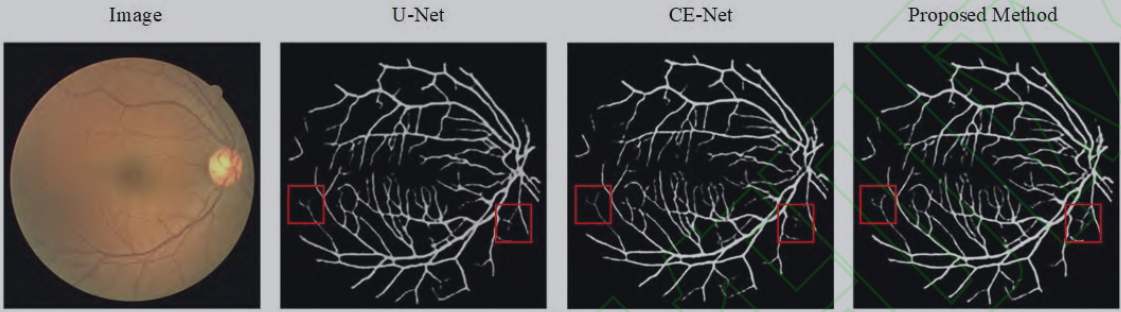 Image
U-Net
CE-Net
Proposed Method